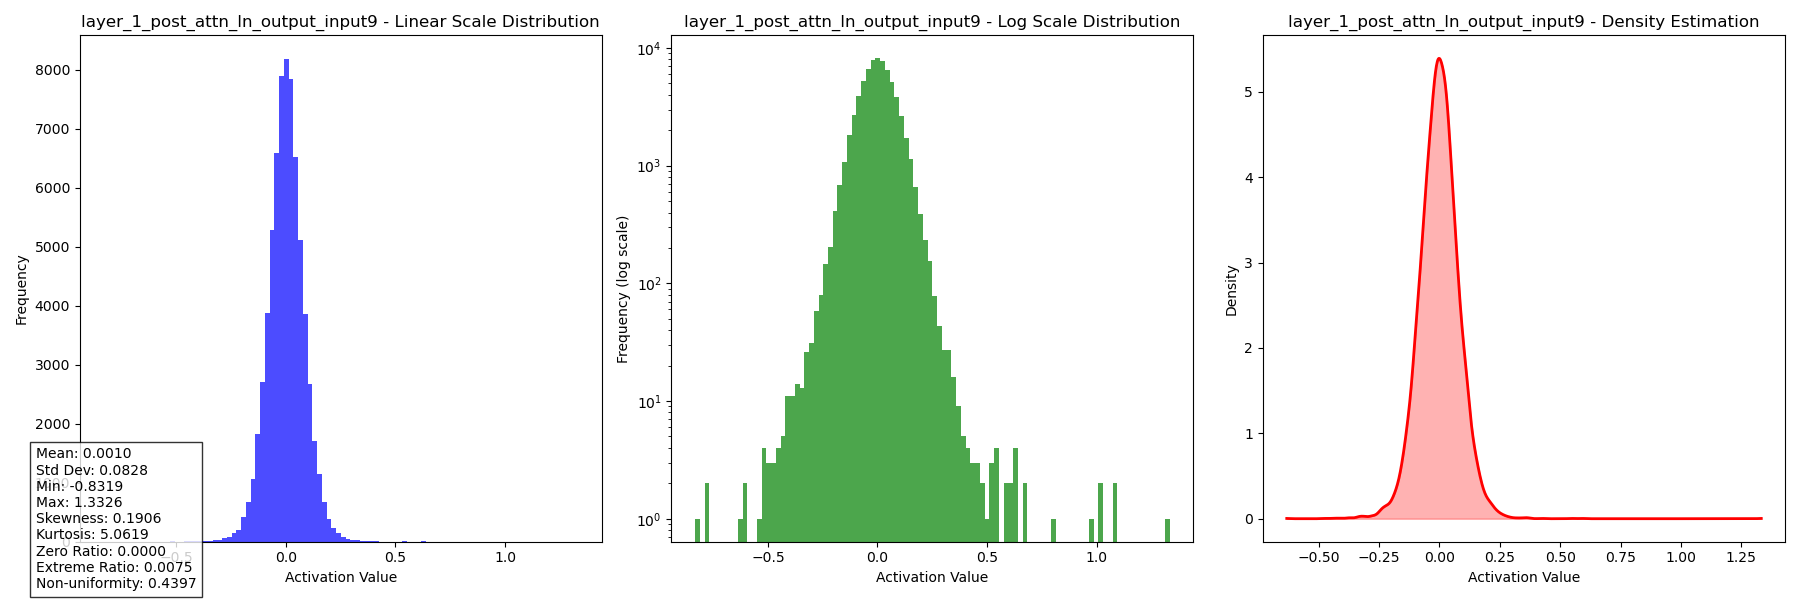 layer_1_post_attn_ln_output_input9 - Linear Scale Distribution
Frequency
8000
7000
6000
5000
4000
3000
2000
1000
0
−0.5
0.0
0.5
1.0
Activation Value
Mean: 0.0010
Std Dev: 0.0828
Min: -0.8319
Max: 1.3326
Skewness: 0.1906
Kurtosis: 5.0619
Zero Ratio: 0.0000
Extreme Ratio: 0.0075
Non-uniformity: 0.4397
layer_1_post_attn_ln_output_input9 - Log Scale Distribution
Frequency (log scale)
10⁴
10³
10²
10¹
10⁰
−0.5
0.0
0.5
1.0
Activation Value
layer_1_post_attn_ln_output_input9 - Density Estimation
Density
5
4
3
2
1
0
−0.50
−0.25
0.00
0.25
0.50
0.75
1.00
1.25
Activation Value